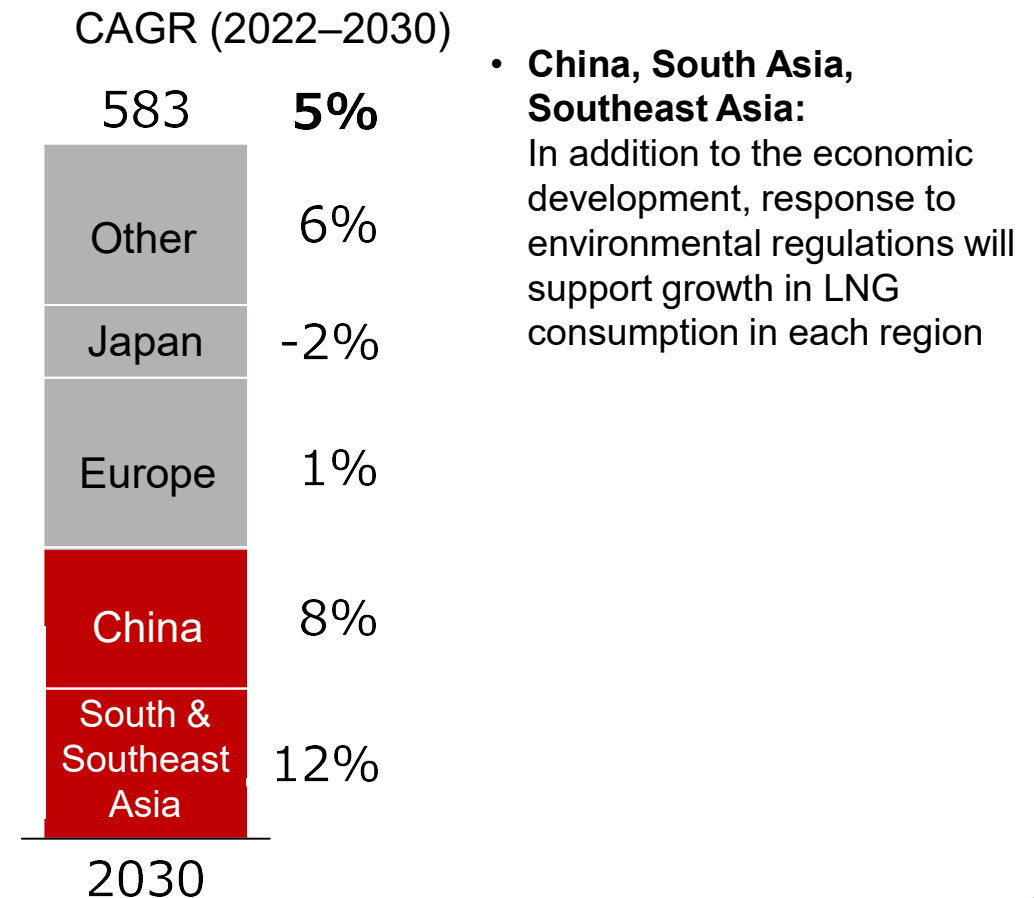 CAGR (2022–2030)
583 5%
Other 6%
Japan -2%
Europe 1%
China 8%
South &
Southeast 12%
Asia
2030
• China, South Asia,
Southeast Asia:
In addition to the economic
development, response to
environmental regulations will
support growth in LNG
consumption in each region